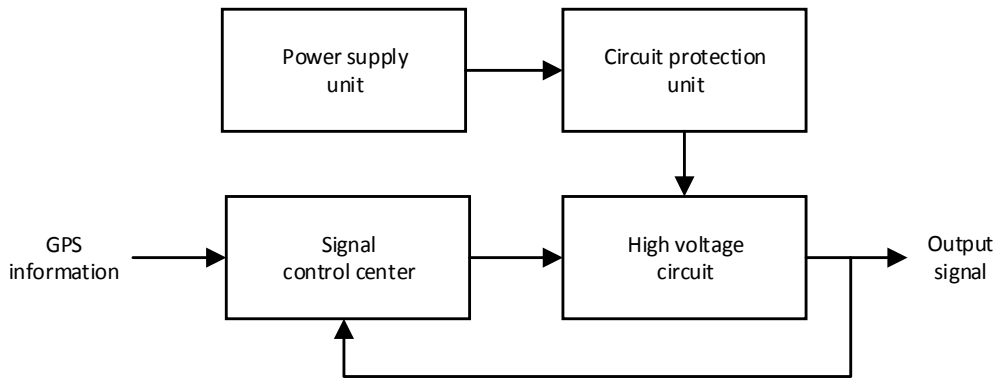 Power supply
unit
Circuit protection
unit
GPS
information
Signal
control center
High voltage
circuit
Output
signal